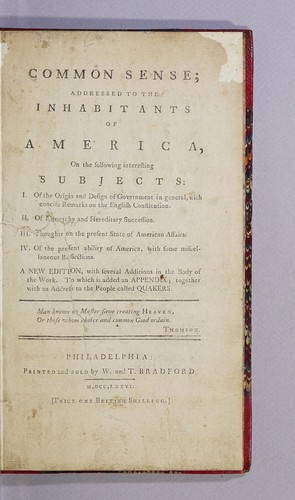 COMMON SENSE;
ADDRESSED TO THE
INHABITANTS
OF
AMERICA,
On the following interesting
SUBJECTS:
I. Of the Origin and Design of Government in general, with
concise Remarks on the English Constitution.
II. Of Monarchy and Hereditary Succession.
III. Thoughts on the present State of American Affairs.
IV. Of the present ability of America, with some miscel-
laneous Reflections.
A NEW EDITION, with several Additions in the Body of
the Work. To which is added an APPENDIX; together
with an Address to the People called QUAKERS.
Man knows no Master save creating HEAVEN,
Or those whom choice and common Good ordain.
THOMSON.
PHILADELPHIA:
PRINTED and SOLD by W. and T. BRADFORD.
M,DCC,LXXVI.
[PRICE ONE BRITISH SHILLING.]